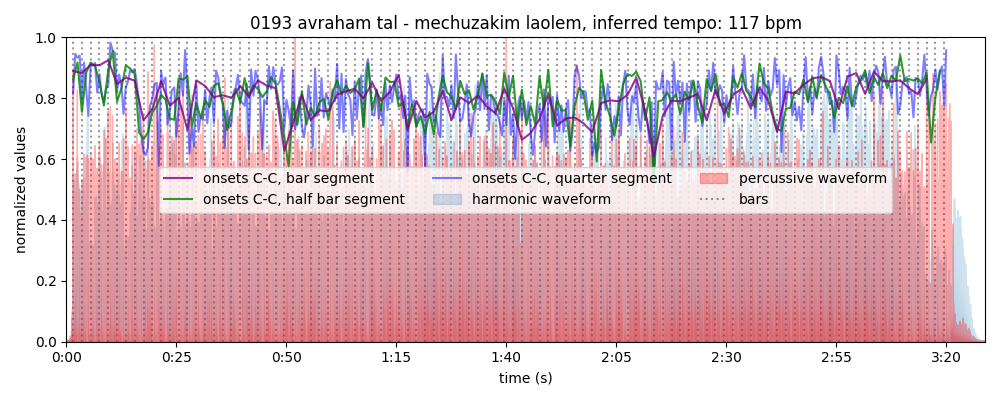 0193 avraham tal - mechuzakim laolem, inferred tempo: 117 bpm
normalized values
1.0
0.8
0.6
0.4
0.2
0.0
onsets C-C, bar segment
onsets C-C, half bar segment
onsets C-C, quarter segment
harmonic waveform
percussive waveform
bars
0:00 0:25 0:50 1:15 1:40 2:05 2:30 2:55 3:20
time (s)